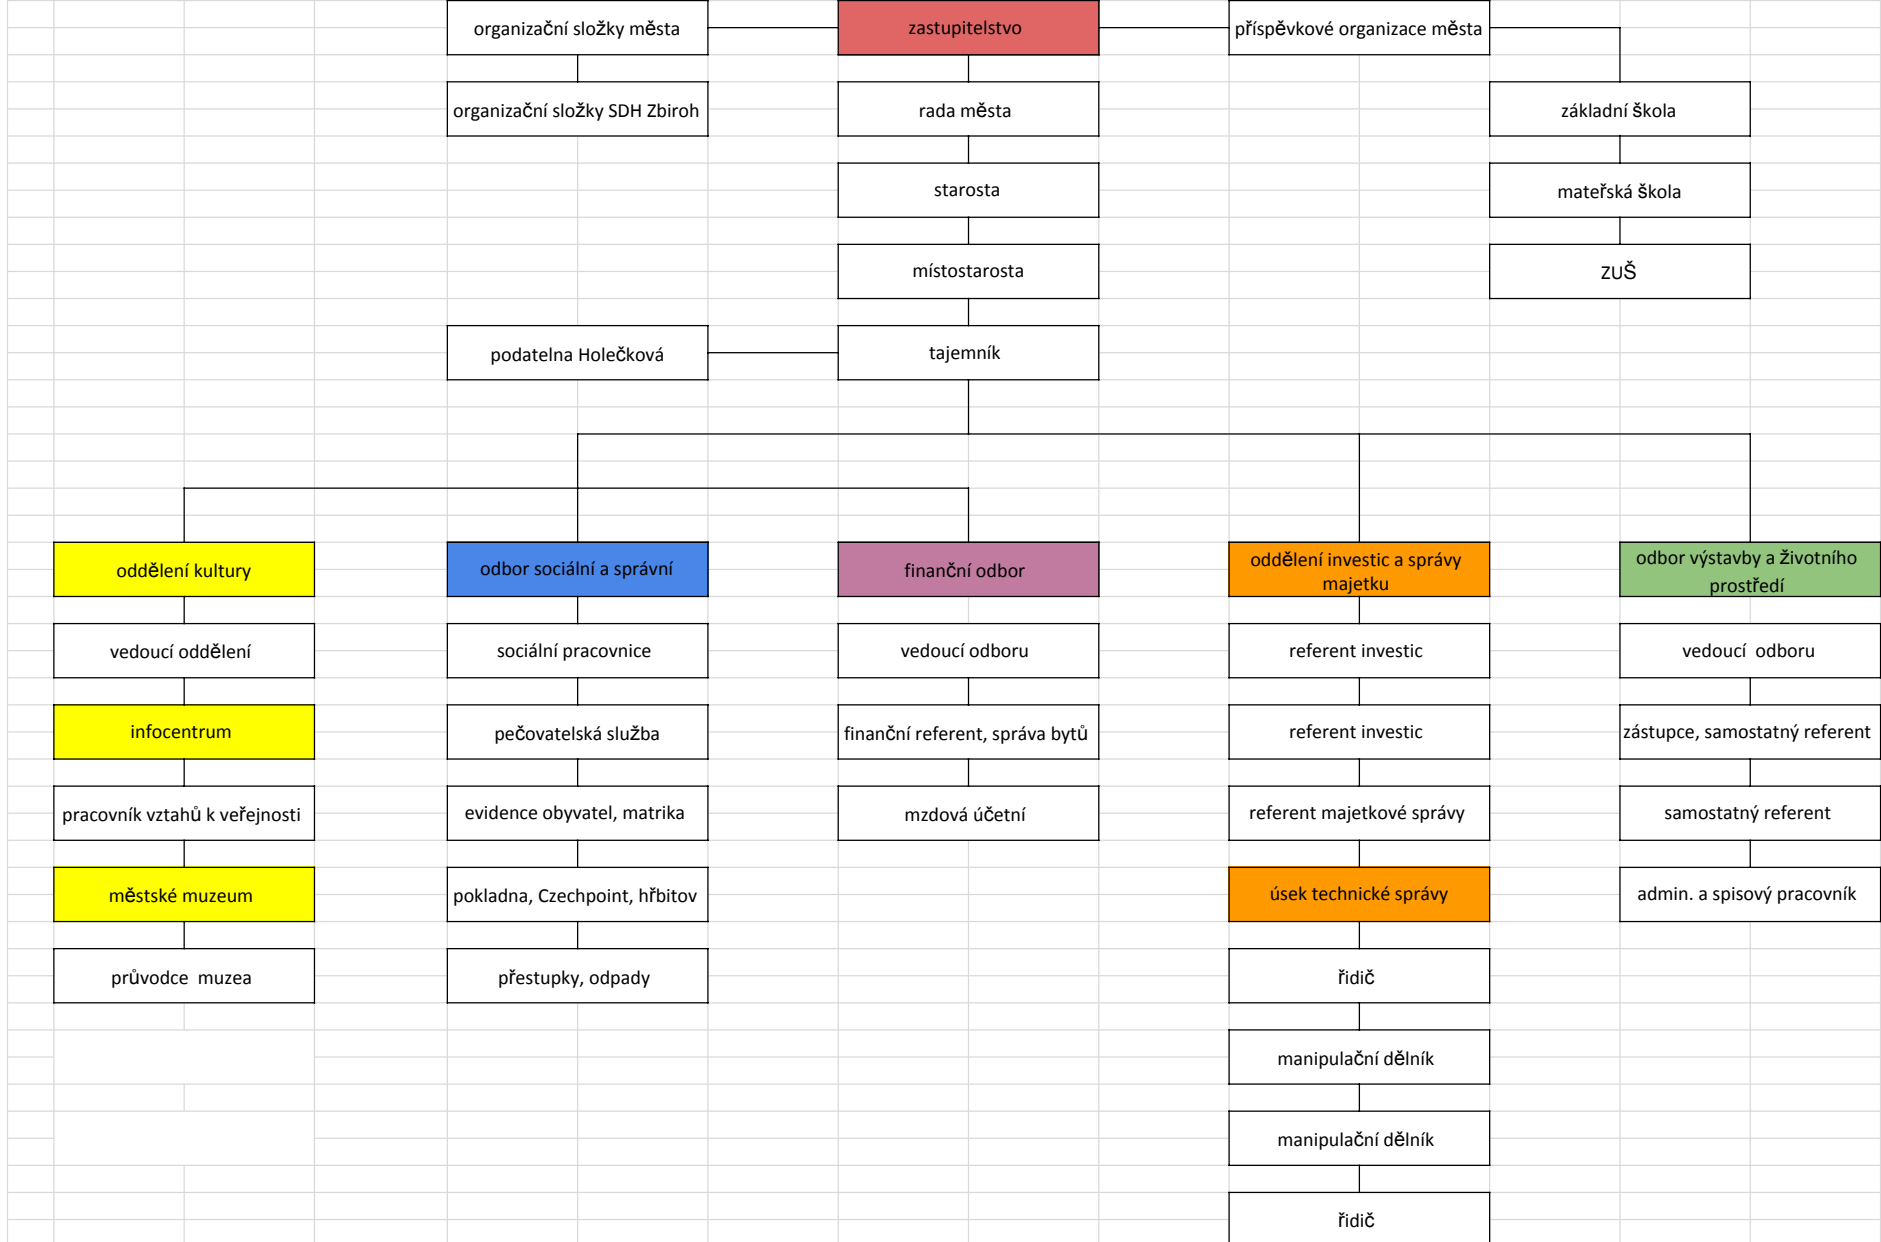 organizační složky města
zastupitelstvo
příspěvkové organizace města
organizační složky SDH Zbiroh
rada města
základní škola
starosta
mateřská škola
místostarosta
ZUŠ
podatelna Holečková
tajemník
oddělení kultury
odbor sociální a správní
finanční odbor
oddělení investic a správy
majetku
odbor výstavby a životního
prostředí
vedoucí oddělení
sociální pracovnice
vedoucí odboru
referent investic
vedoucí  odboru
infocentrum
pečovatelská služba
finanční referent, správa bytů
referent investic
zástupce, samostatný referent
pracovník vztahů k veřejnosti
evidence obyvatel, matrika
mzdová účetní
referent majetkové správy
samostatný referent
městské muzeum
pokladna, Czechpoint, hřbitov
úsek technické správy
admin. a spisový pracovník
průvodce  muzea
přestupky, odpady
řidič
manipulační dělník
manipulační dělník
řidič